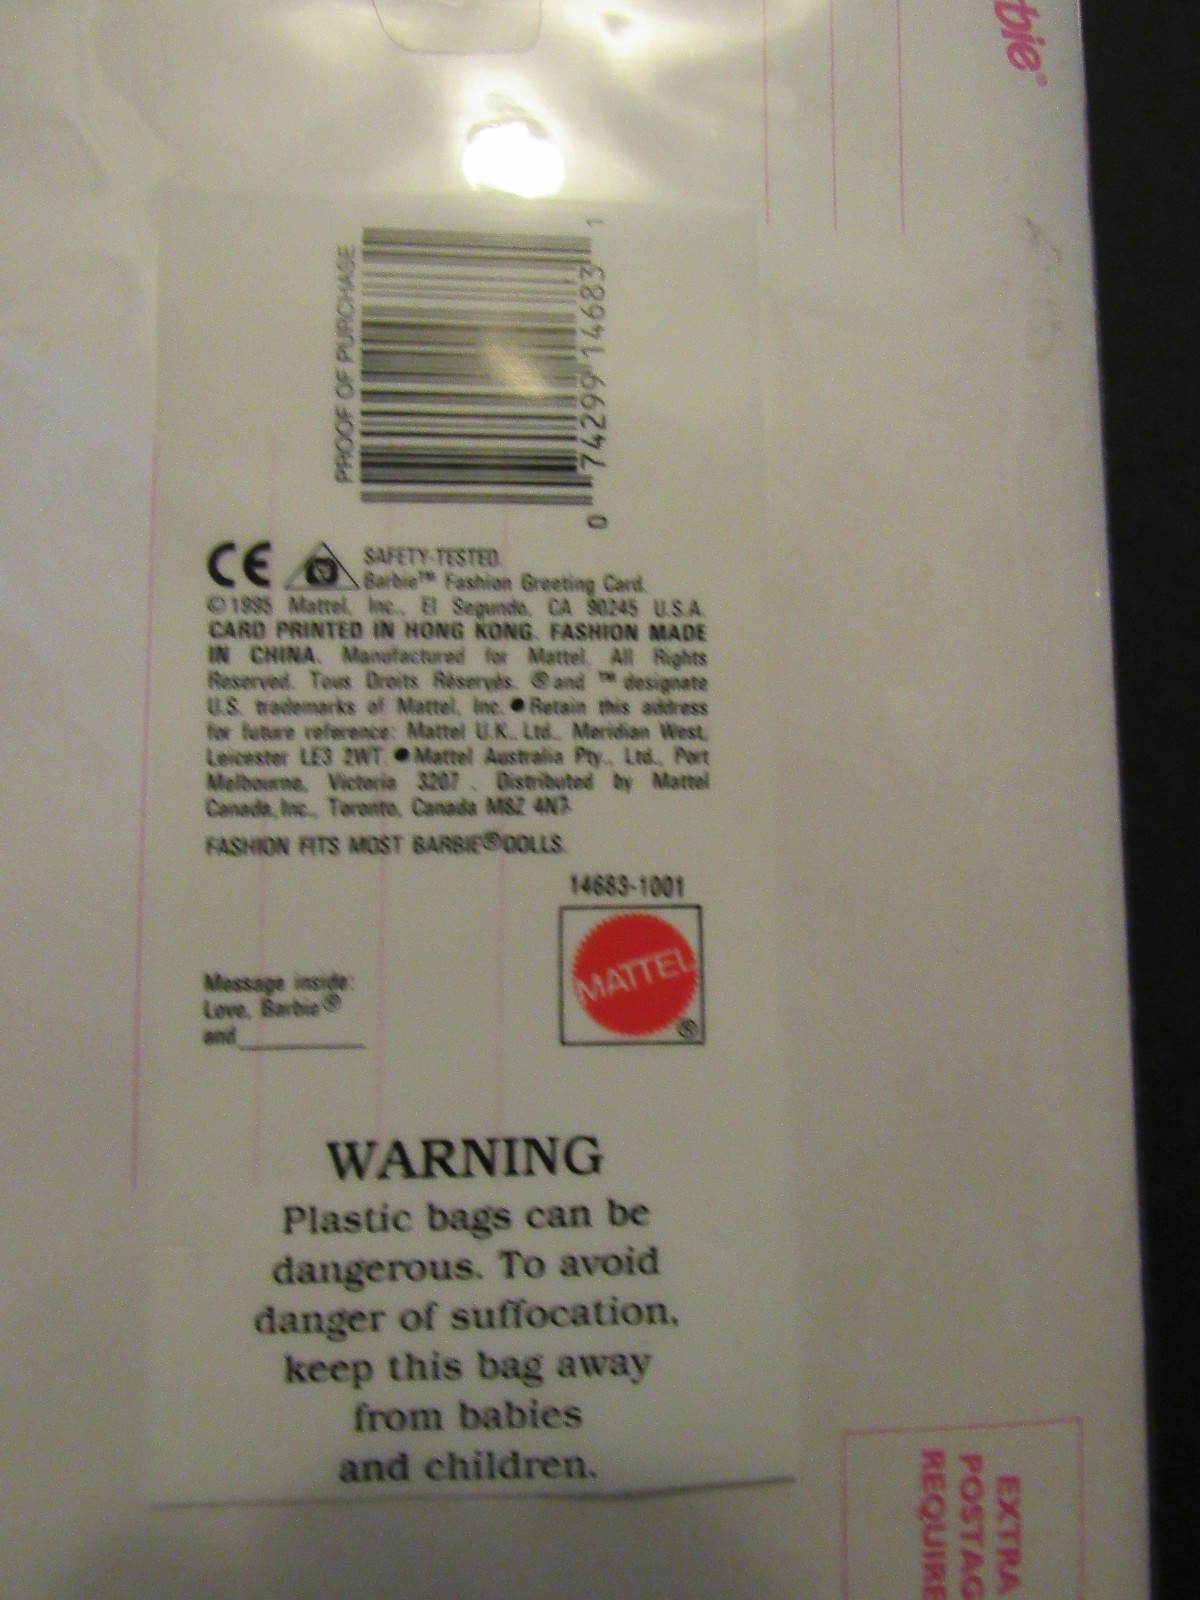 bie®
PROOF OF PURCHASE
0 74299 14683 1
CE
SAFETY-TESTED.
Barbie™ Fashion Greeting Card.
©1995 Mattel, Inc., El Segundo, CA 90245 U.S.A.
CARD PRINTED IN HONG KONG. FASHION MADE
IN CHINA. Manufactured for Mattel. All Rights
Reserved. Tous Droits Réservés. ® and ™ designate
U.S. trademarks of Mattel, Inc. ● Retain this address
for future reference: Mattel U.K. Ltd., Meridian West,
Leicester LE3 2WT. ● Mattel Australia Pty., Ltd., Port
Melbourne, Victoria 3207 . Distributed by Mattel
Canada, Inc., Toronto, Canada M8Z 4N7.
FASHION FITS MOST BARBIE® DOLLS.
14683-1001
MATTEL
®
Message inside:
Love, Barbie®
and
WARNING
Plastic bags can be
dangerous. To avoid
danger of suffocation,
keep this bag away
from babies
and children.
EXTRA
POSTAG
REQUIRE